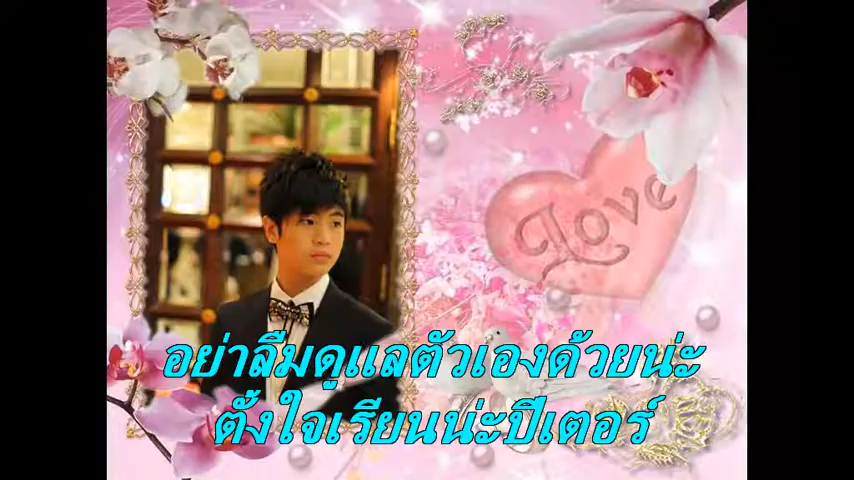 Love
อย่าลืมดูแลตัวเองด้วยน่ะ
ตั้งใจเรียนน่ะปีเตอร์